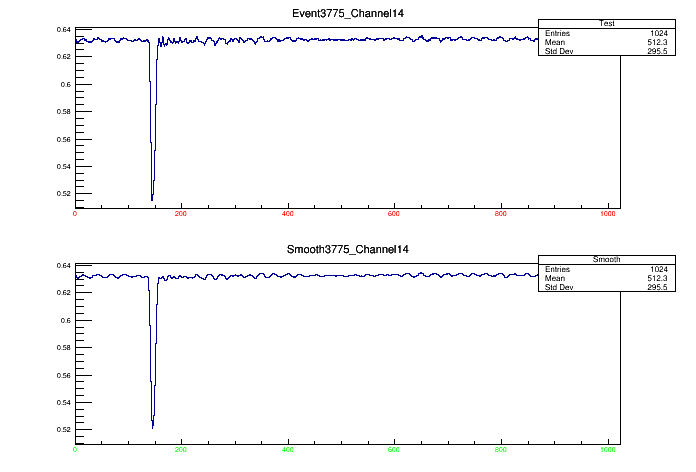 Event3775_Channel14
Test
Entries 1024
Mean 512.3
Std Dev 295.5
0.64
0.62
0.6
0.58
0.56
0.54
0.52
0 200 400 600 800 1000
Smooth3775_Channel14
Smooth
Entries 1024
Mean 512.3
Std Dev 295.5
0.64
0.62
0.6
0.58
0.56
0.54
0.52
0 200 400 600 800 1000